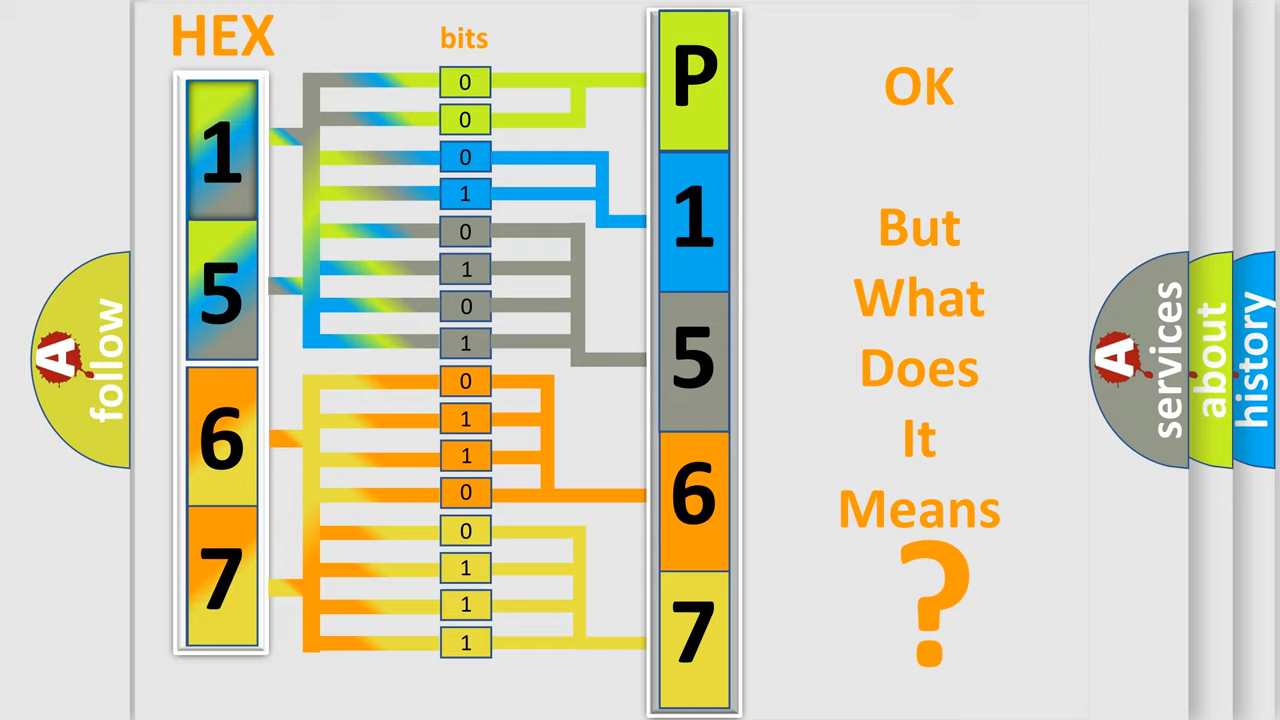 HEX
bits
1
5
6
7
0
0
0
1
0
1
0
1
0
1
1
0
0
1
1
1
P
1
5
6
7
OK
But
What
Does
It
Means
?
A
follow
A
services
about
history